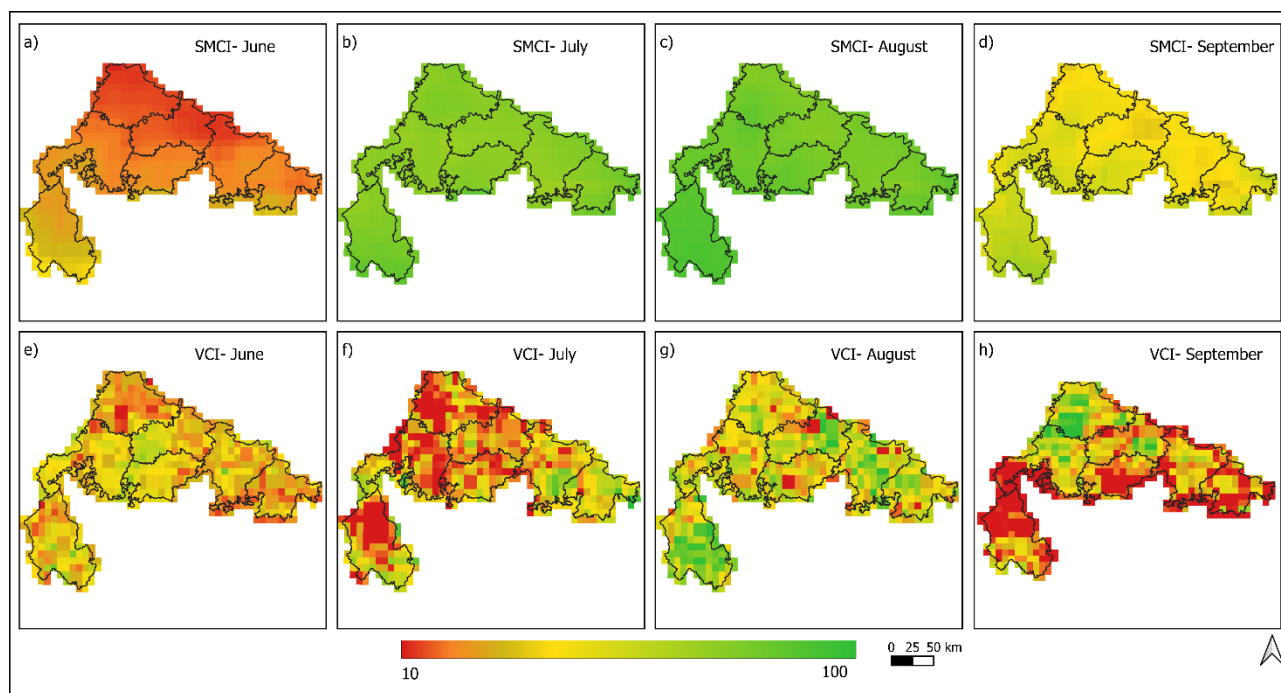 a) SMCI- June
b) SMCI- July
c) SMCI- August
d) SMCI- September
e) VCI- June
f) VCI- July
g) VCI- August
h) VCI- September
10 100
0 25 50 km